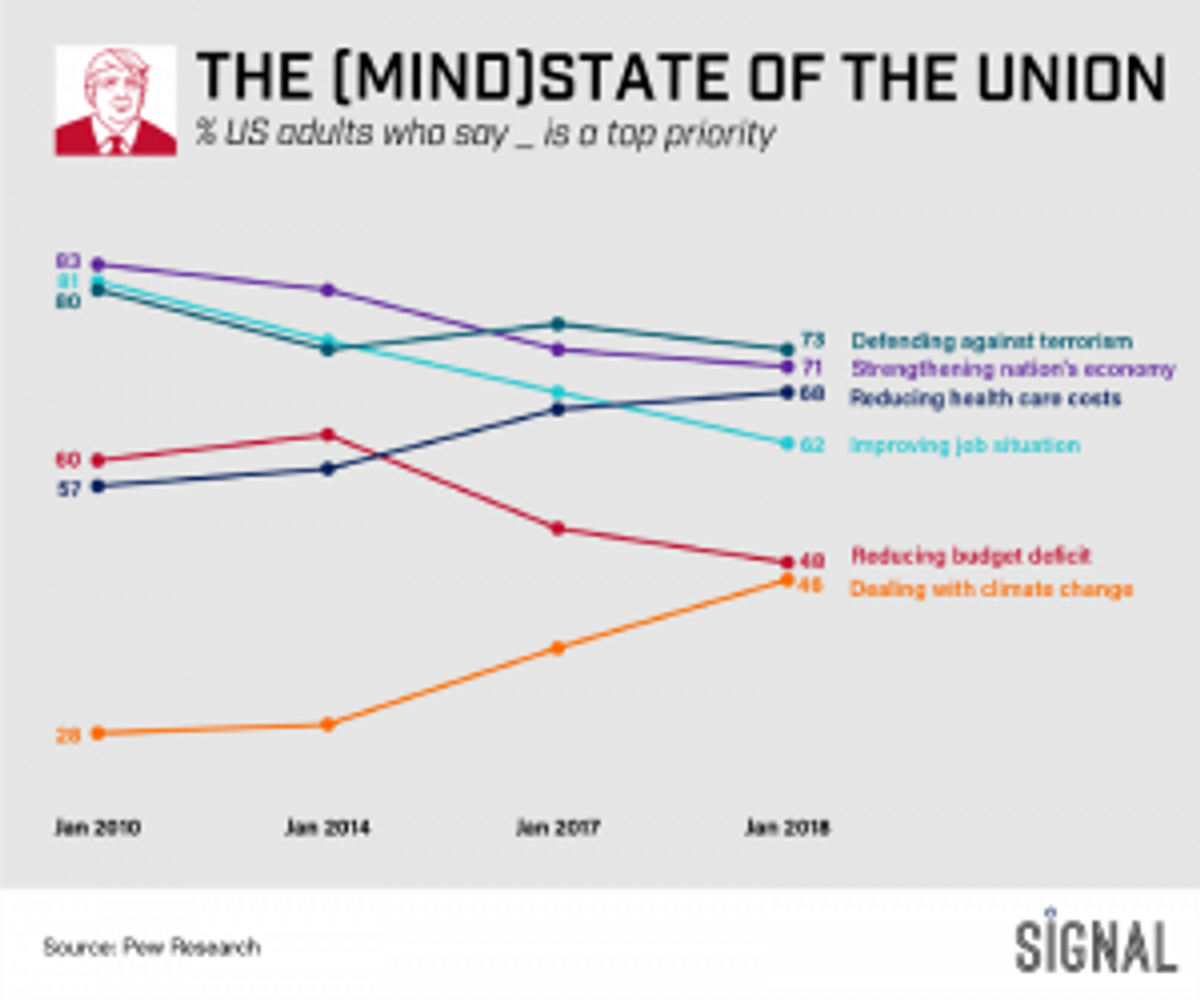 THE (MIND)STATE OF THE UNION
% US adults who say _ is a top priority
83
81
80
73 Defending against terrorism
71 Strengthening nation's economy
68 Reducing health care costs
62 Improving job situation
60
57
48 Reducing budget deficit
46 Dealing with climate change
28
Jan 2010 Jan 2014 Jan 2017 Jan 2018
Source: Pew Research
SIGNAL